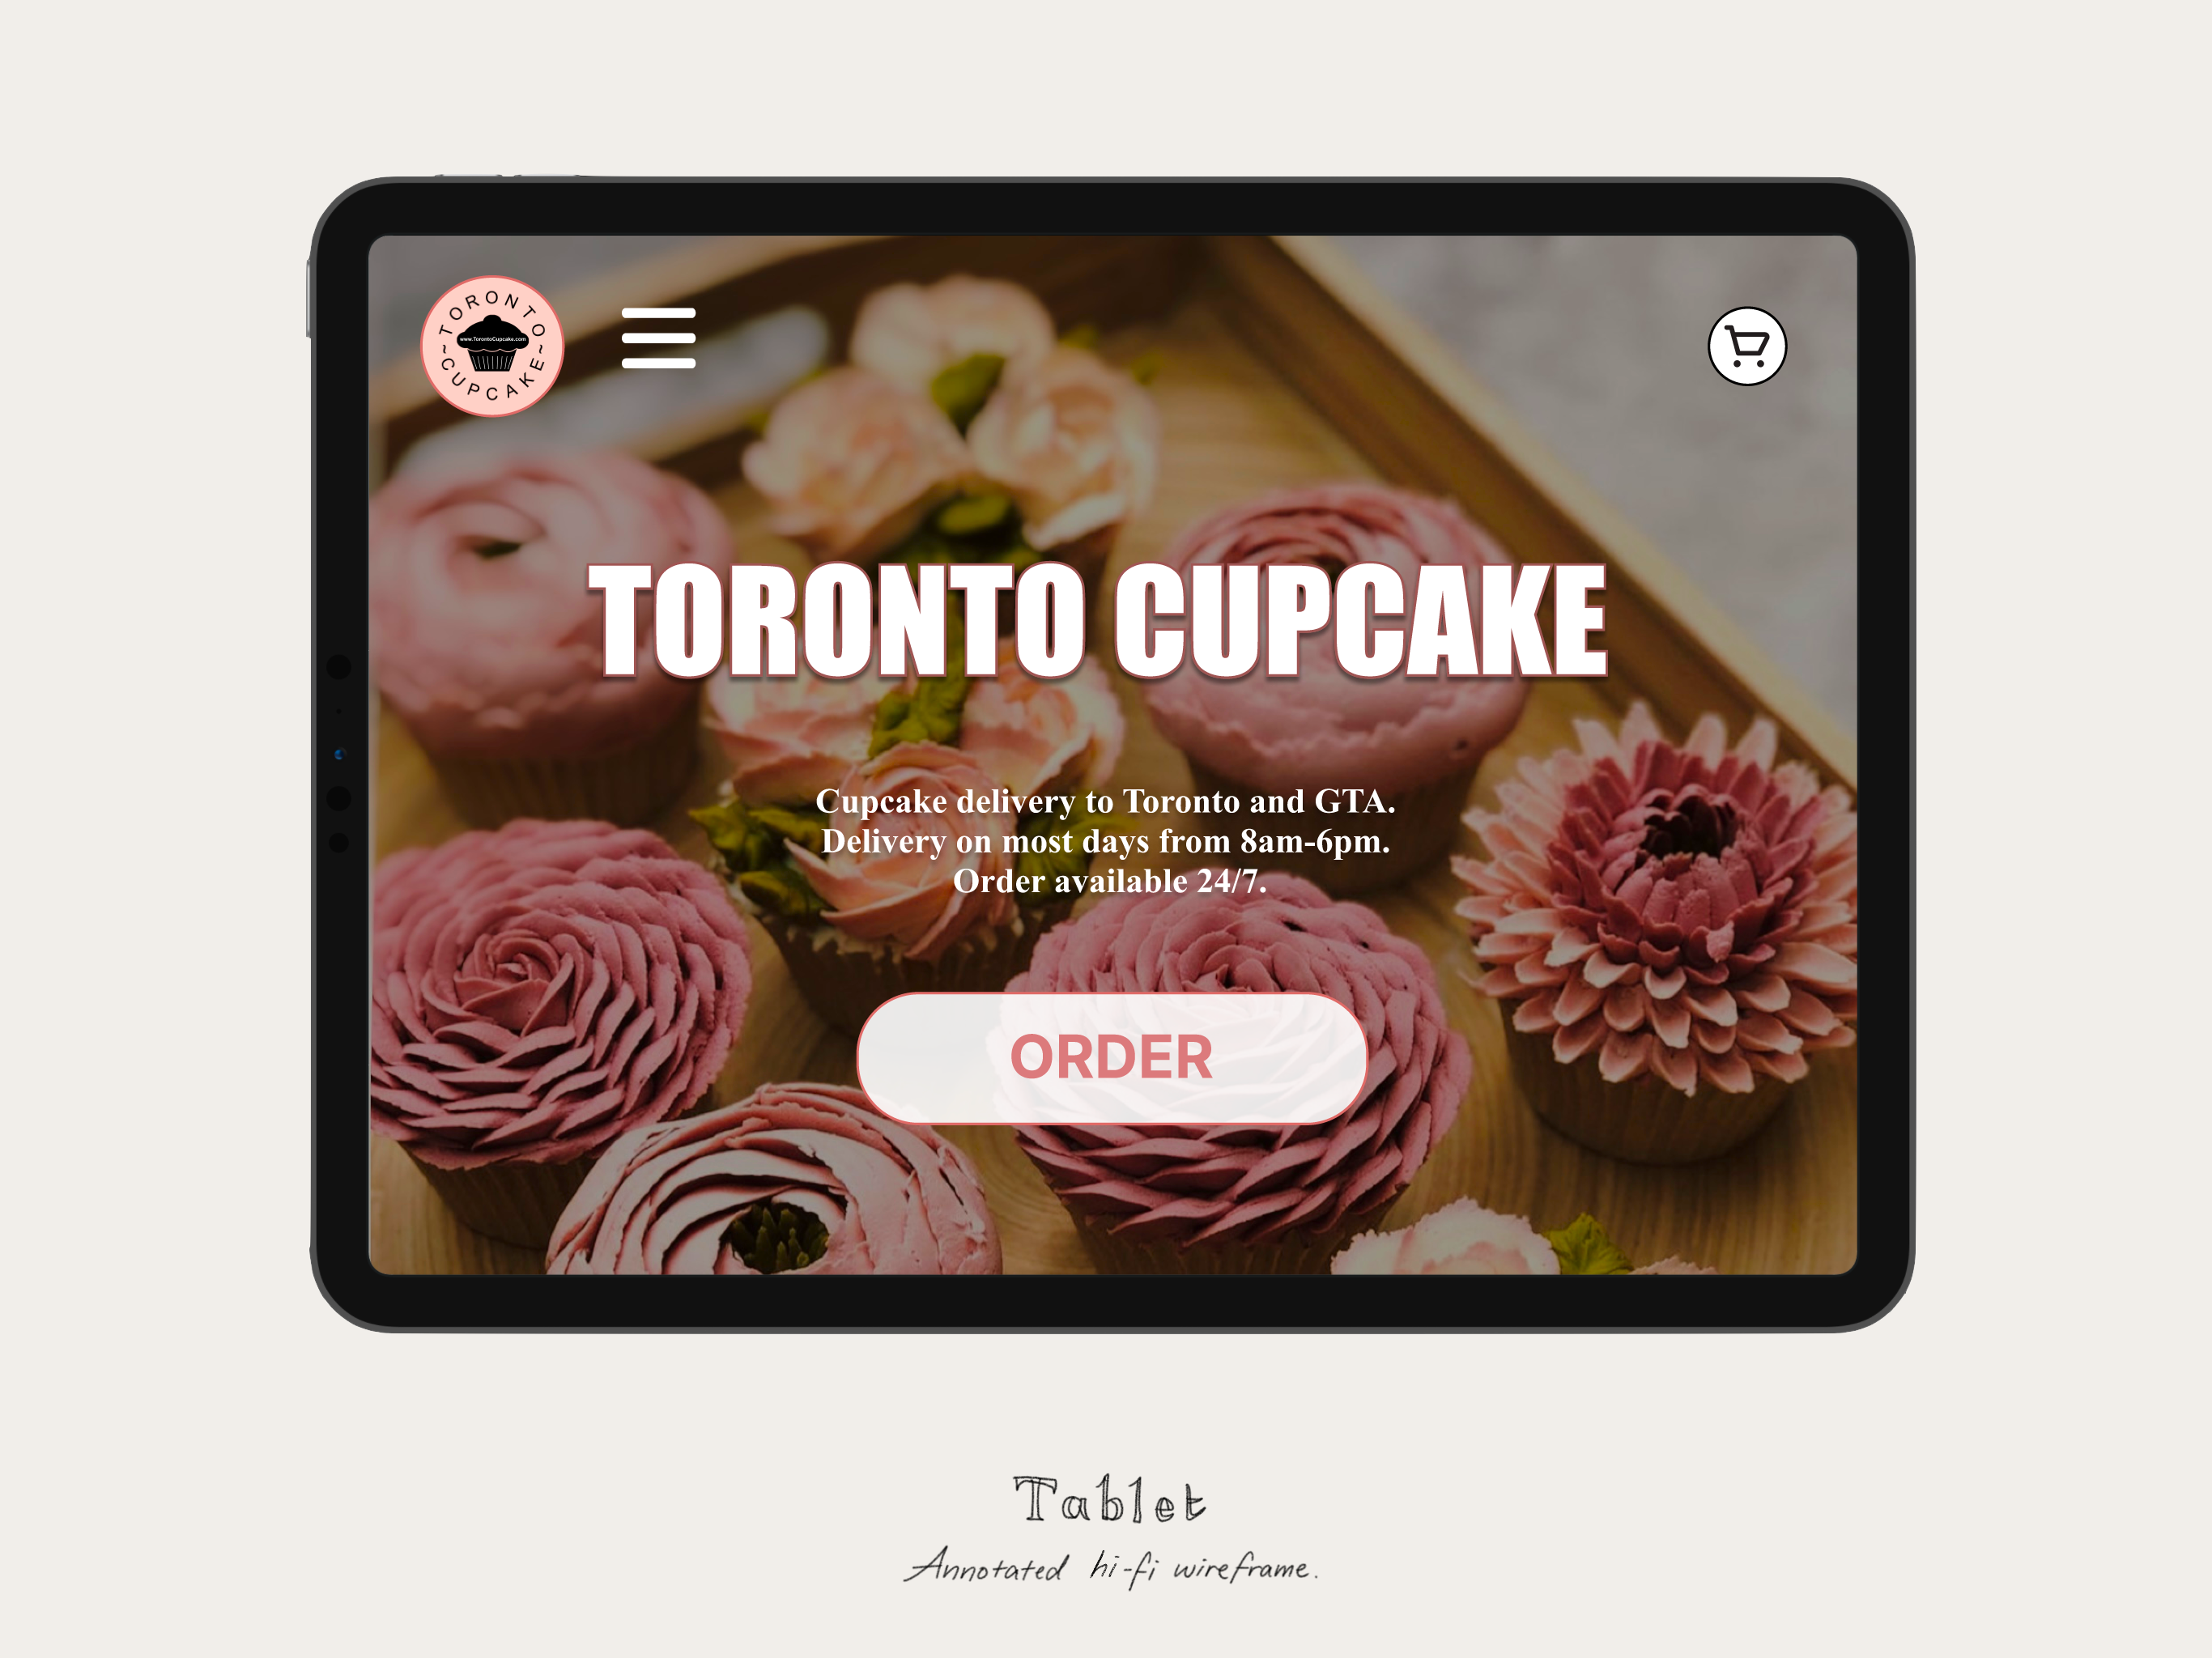 TORONTO
www.TorontoCupcake.com
~CUPCAKE~
TORONTO CUPCAKE
Cupcake delivery to Toronto and GTA.
Delivery on most days from 8am-6pm.
Order available 24/7.
ORDER
Tablet
Annotated hi-fi wireframe.